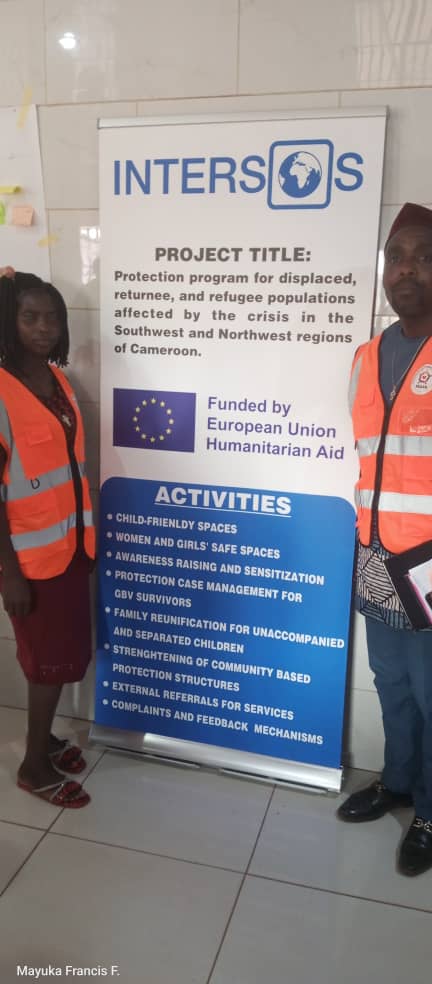 INTERSOS
PROJECT TITLE:
Protection program for displaced,
returnee, and refugee populations
affected by the crisis in the
Southwest and Northwest regions
of Cameroon.
Funded by
European Union
Humanitarian Aid
ACTIVITIES
• CHILD-FRIENLDY SPACES
• WOMEN AND GIRLS' SAFE SPACES
• AWARENESS RAISING AND SENSITIZATION
• PROTECTION CASE MANAGEMENT FOR
GBV SURVIVORS
• FAMILY REUNIFICATION FOR UNACCOMPANIED
AND SEPARATED CHILDREN
• STRENGHTENING OF COMMUNITY BASED
PROTECTION STRUCTURES
• EXTERNAL REFERRALS FOR SERVICES
• COMPLAINTS AND FEEDBACK MECHANISMS
Mayuka Francis F.